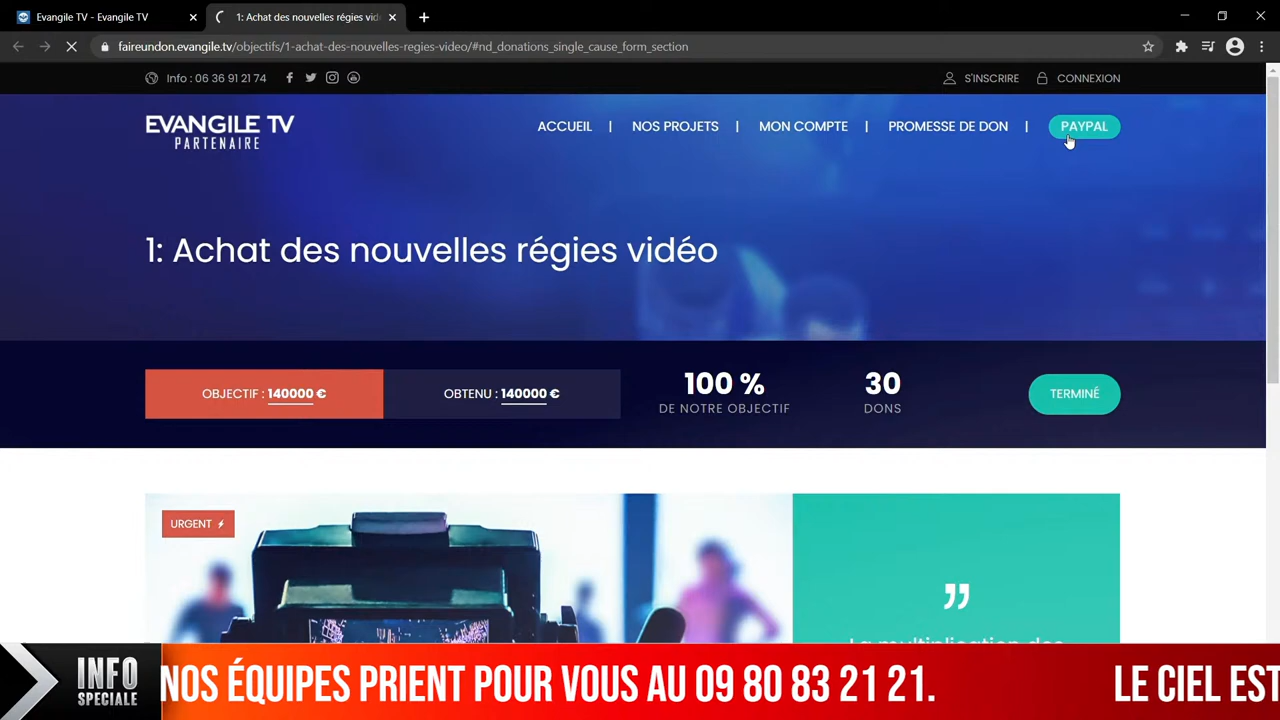 Evangile TV - Evangile TV
1: Achat des nouvelles régies vid
faireundon.evangile.tv/objectifs/1-achat-des-nouvelles-regies-video/#nd_donations_single_cause_form_section
Info : 06 36 91 21 74
S'INSCRIRE
CONNEXION
EVANGILE TV
PARTENAIRE
ACCUEIL | NOS PROJETS | MON COMPTE | PROMESSE DE DON | PAYPAL
1: Achat des nouvelles régies vidéo
OBJECTIF : 140000 €
OBTENU : 140000 €
100 %
DE NOTRE OBJECTIF
30
DONS
TERMINÉ
URGENT
"
La multiplication des
INFO
SPECIALE
NOS ÉQUIPES PRIENT POUR VOUS AU 09 80 83 21 21.
LE CIEL EST